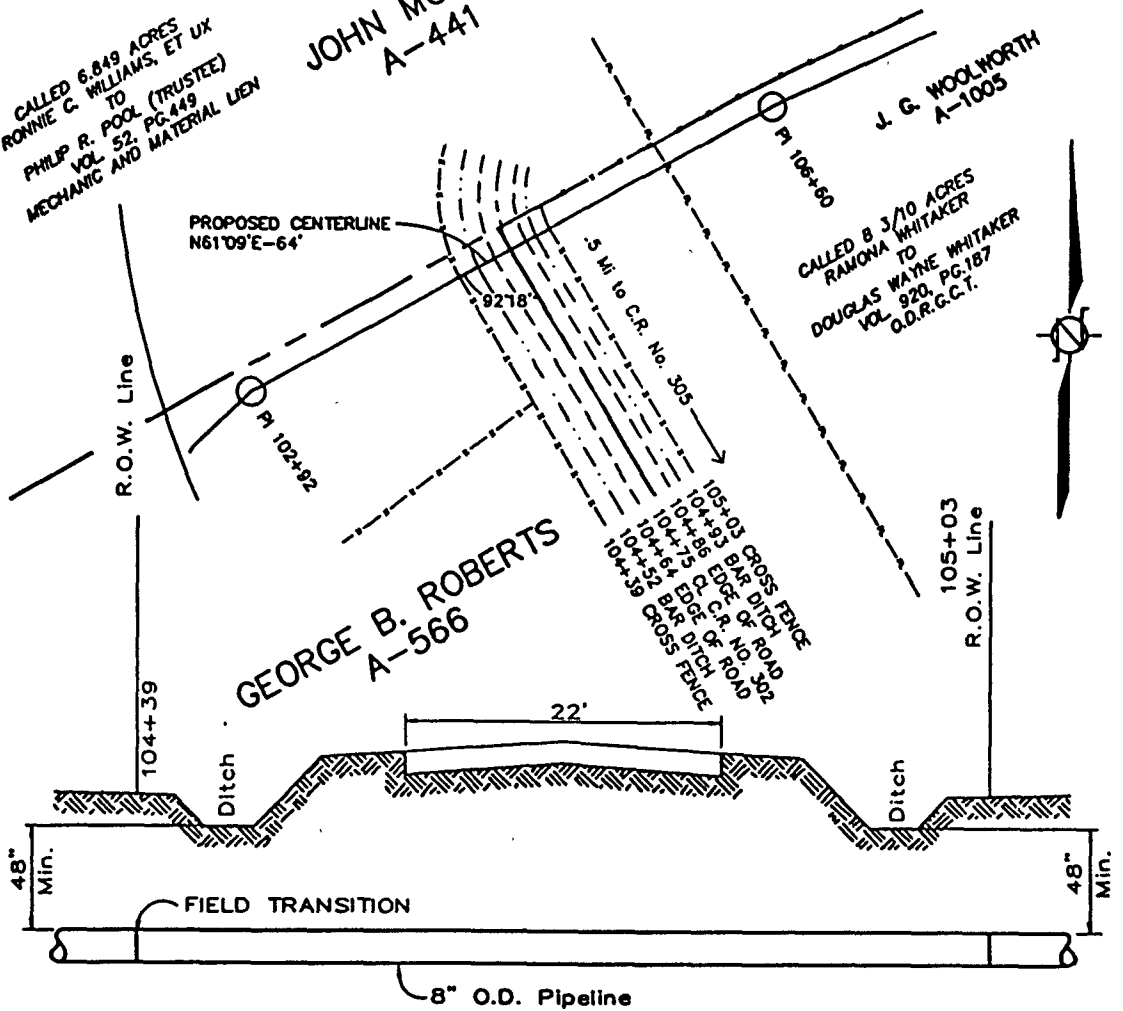 CALLED 6.849 ACRES
RONNIE C. WILLIAMS, ET UX
TO
PHILIP R. POOL (TRUSTEE)
VOL 52, PG.449
MECHANIC AND MATERIAL LIEN
JOHN
A-441
J. G. WOOLWORTH
A-1005
PI 106+60
CALLED 8 3/10 ACRES
RAMONA WHITAKER
TO
DOUGLAS WAYNE WHITAKER
VOL 920, PG.187
O.D.R.G.C.T.
PROPOSED CENTERLINE
N61°09'E-64'
92°18'
.5 Mi to C.R. No. 305
PI 102+92
R.O.W. Line
GEORGE B. ROBERTS
A-566
105+03 CROSS FENCE
104+93 BAR DITCH
104+86 EDGE OF ROAD
104+75 CL C.R. NO. 302
104+64 EDGE OF ROAD
104+52 BAR DITCH
104+39 CROSS FENCE
105+03
R.O.W. Line
104+39
22'
Ditch
Ditch
48"
Min.
48"
Min.
FIELD TRANSITION
8" O.D. Pipeline